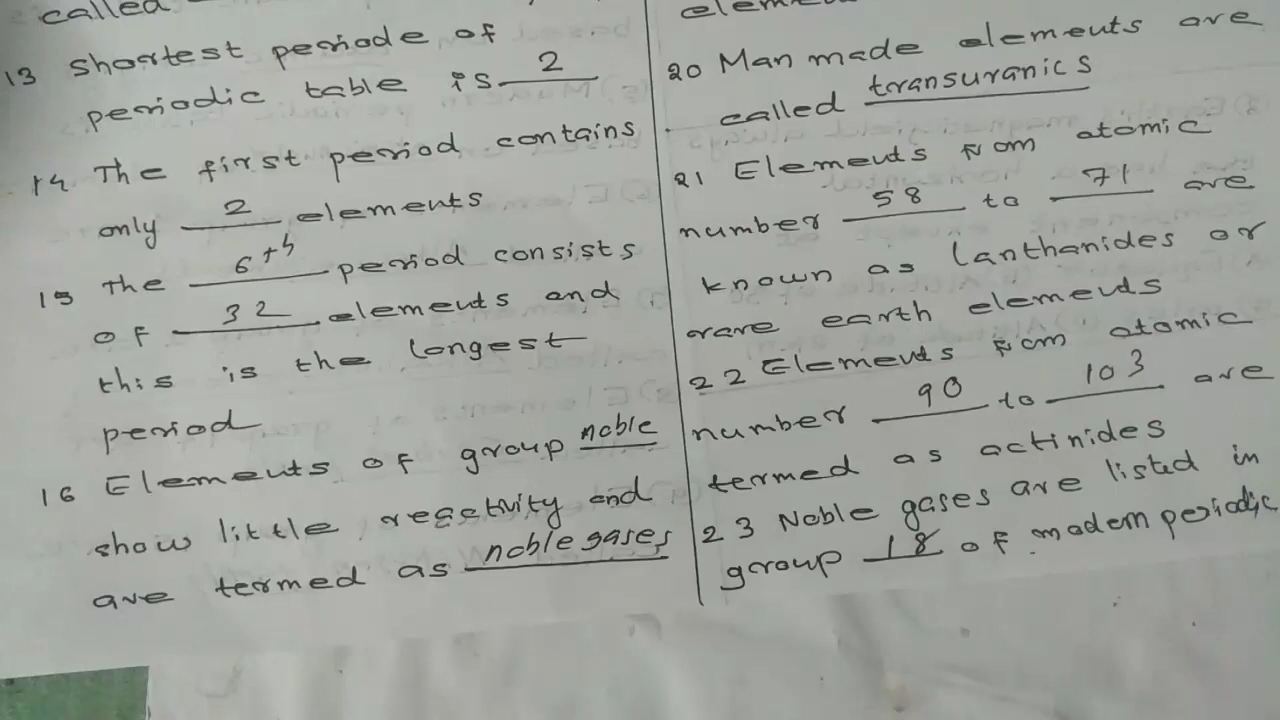 called
13 shortest periode of
periodic table is 2
14 The first period contains
only 2 elements
15 the 6th period consists
of 32 elements and
this is the longest
period
16 Elements of group noble
show little reactivity and
are termed as noble gases
20 Man made elements are
called transuranics
21 Elements from atomic
number 58 to 71 are
known as lanthanides or
rare earth elements
22 Elements from atomic
number 90 to 103 are
termed as actinides
23 Noble gases are listed in
group 18 of modern periodic